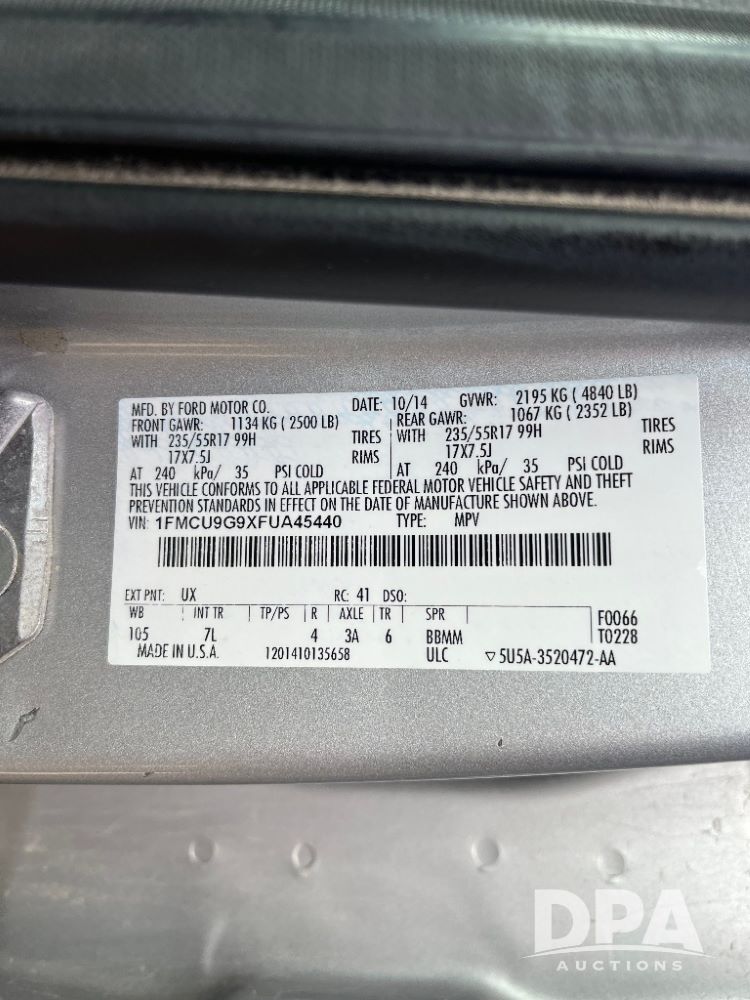 MFD. BY FORD MOTOR CO. DATE: 10/14 GVWR: 2195 KG ( 4840 LB)
FRONT GAWR: 1134 KG ( 2500 LB) REAR GAWR: 1067 KG ( 2352 LB)
WITH 235/55R17 99H TIRES WITH 235/55R17 99H TIRES
17X7.5J RIMS 17X7.5J RIMS
AT 240 kPa/ 35 PSI COLD AT 240 kPa/ 35 PSI COLD
THIS VEHICLE CONFORMS TO ALL APPLICABLE FEDERAL MOTOR VEHICLE SAFETY AND THEFT
PREVENTION STANDARDS IN EFFECT ON THE DATE OF MANUFACTURE SHOWN ABOVE.
VIN: 1FMCU9G9XFUA45440 TYPE: MPV
EXT PNT: UX RC: 41 DSO:
WB INT TR TP/PS R AXLE TR SPR F0066
105 7L 4 3A 6 BBMM T0228
MADE IN U.S.A. 1201410135658 ULC ▽5U5A-3520472-AA
DPA
AUCTIONS